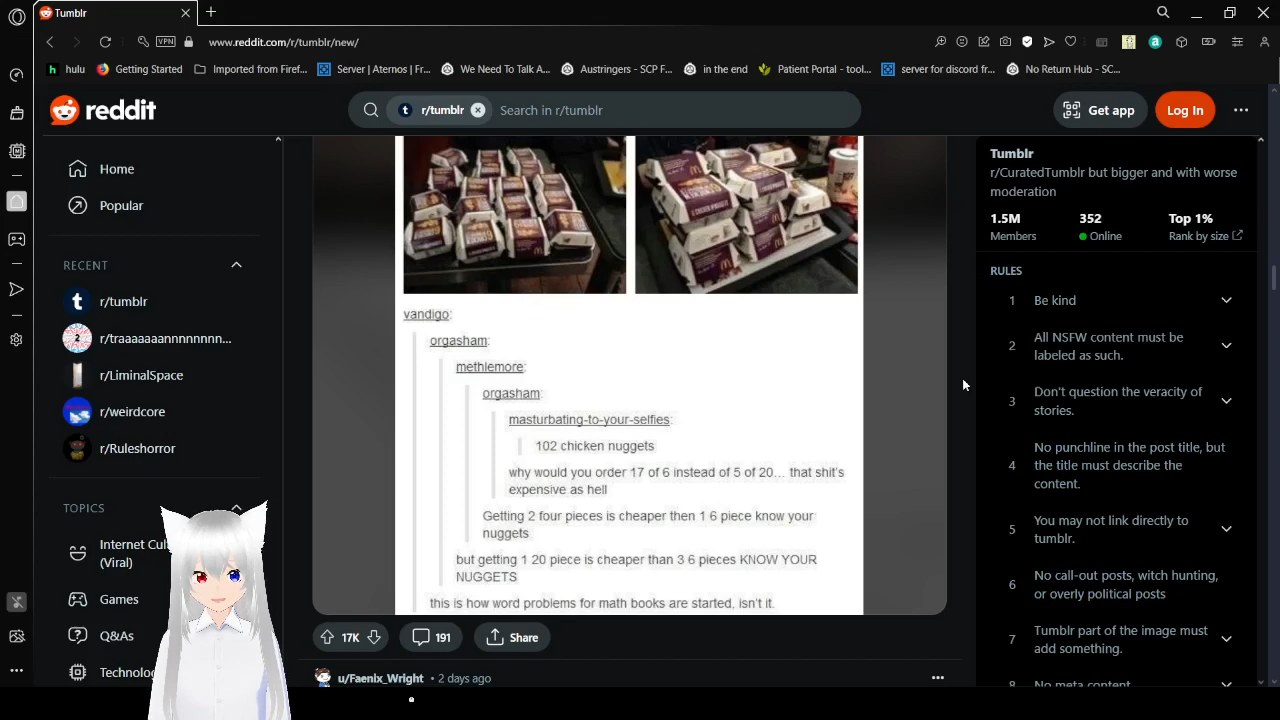 Tumblr
www.reddit.com/r/tumblr/new/
VPN
hulu
Getting Started
Imported from Firef...
Server | Aternos | Fr...
We Need To Talk A...
Austringers - SCP F...
in the end
Patient Portal - tool...
server for discord fr...
No Return Hub - SC...
reddit
r/tumblr
Search in r/tumblr
Get app
Log In
Home
Popular
RECENT
r/tumblr
r/traaaaaaannnnnnnn...
r/LiminalSpace
r/weirdcore
r/Ruleshorror
TOPICS
Internet Cul
(Viral)
Games
Q&As
Technolog
vandigo:
orgasham:
methlemore:
orgasham:
masturbating-to-your-selfies:
102 chicken nuggets
why would you order 17 of 6 instead of 5 of 20... that shit's
expensive as hell
Getting 2 four pieces is cheaper then 1 6 piece know your
nuggets
but getting 1 20 piece is cheaper than 3 6 pieces KNOW YOUR
NUGGETS
this is how word problems for math books are started, isn't it.
17K
191
Share
u/Faenix_Wright • 2 days ago
Tumblr
r/CuratedTumblr but bigger and with worse
moderation
1.5M 352 Top 1%
Members Online Rank by size
RULES
1 Be kind
2 All NSFW content must be
labeled as such.
3 Don't question the veracity of
stories.
4 No punchline in the post title, but
the title must describe the
content.
5 You may not link directly to
tumblr.
6 No call-out posts, witch hunting,
or overly political posts
7 Tumblr part of the image must
add something.
8 No meta content